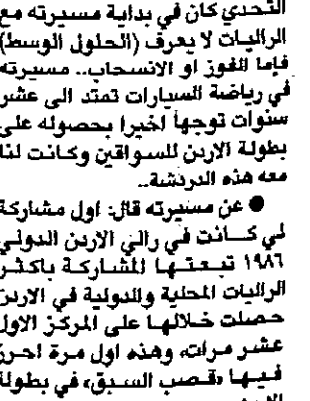 التحدي كان في بداية مسيرته مع
الراليات لا يعرف (الحلول الوسط)
فإما للفوز او الانسحاب.. مسيرته
في رياضة السيارات تمتد الى عشر
سنوات توجها اخيرا بحصوله على
بطولة الاردن للسواقين وكانت لنا
معه هذه الدردشة..
● عن مسيرته قال: اول مشاركة
لي كانت في رالي الاردن الدولي
١٩٨٦ تبعتها المشاركة باكثر
الراليات المحلية والدولية في الاردن
حصلت خلالها على المركز الاول
عشر مرات، وهذه اول مرة احرز
فيها «قصب السبق» في بطولة